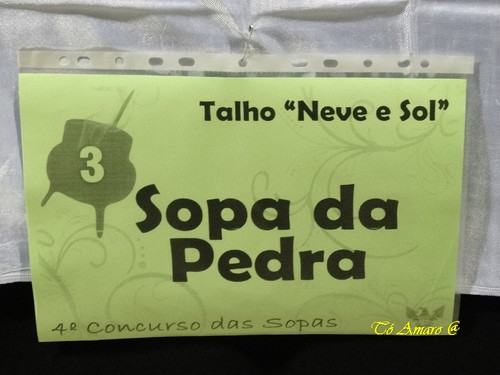 Talho "Neve e Sol"
3
Sopa da
Pedra
4º Concurso das Sopas
Tó Amaro @